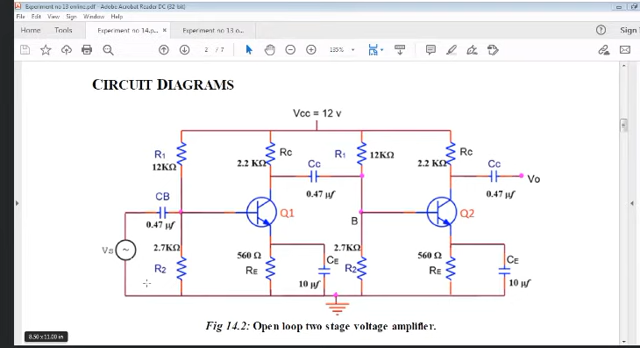 Experiment no 13 online.pdf - Adobe Acrobat Reader DC (32-bit)
File Edit View Sign Window Help
Home Tools Experiment no 14.p... × Experiment no 13 o...
Sign
2 / 7
135%
CIRCUIT DIAGRAMS
Vcc = 12 v
R1 12KΩ
Rc 2.2 KΩ
Cc 0.47 µf
R1 12KΩ
Rc 2.2 KΩ
Cc 0.47 µf
Vo
CB 0.47 µf
Q1
B
Q2
Vs ~
2.7KΩ R2
560 Ω RE
CE 10 µf
2.7KΩ R2
560 Ω RE
CE 10 µf
Fig 14.2: Open loop two stage voltage amplifier.
8.50 x 11.00 in